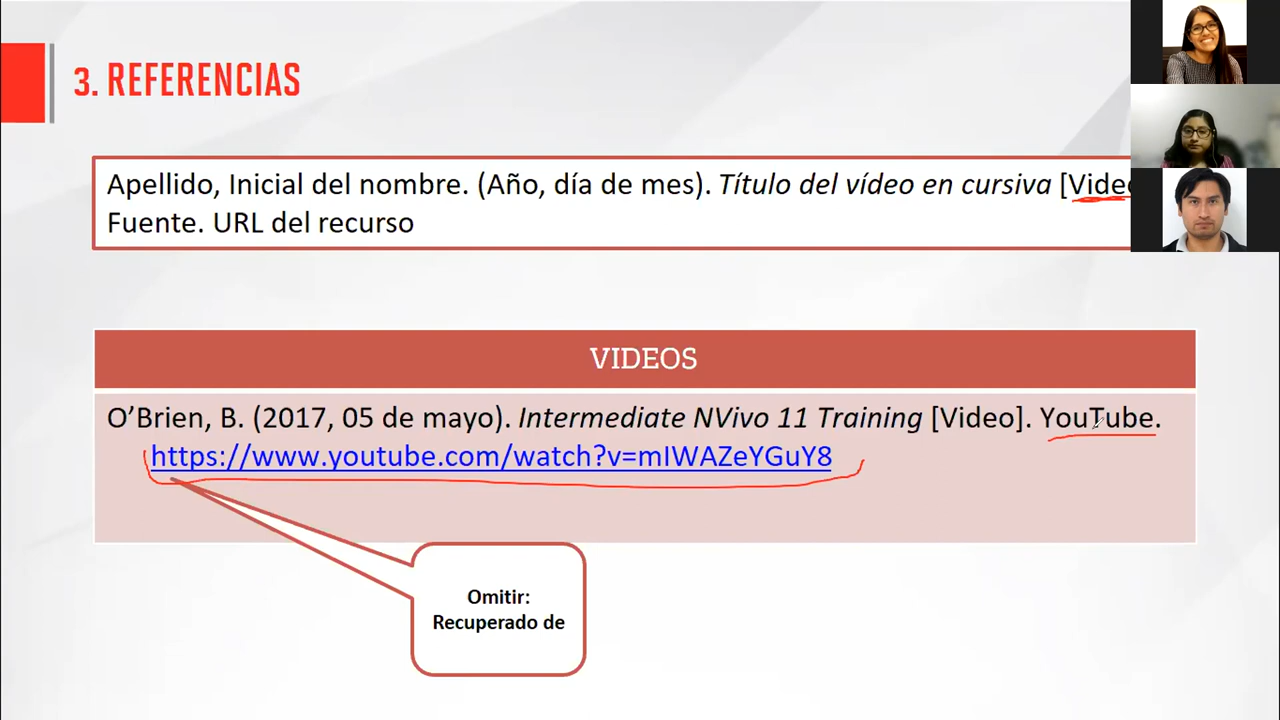 3. REFERENCIAS
Apellido, Inicial del nombre. (Año, día de mes). Título del vídeo en cursiva [Video
Fuente. URL del recurso
VIDEOS
O’Brien, B. (2017, 05 de mayo). Intermediate NVivo 11 Training [Video]. YouTube.
https://www.youtube.com/watch?v=mIWAZeYGuY8
Omitir:
Recuperado de